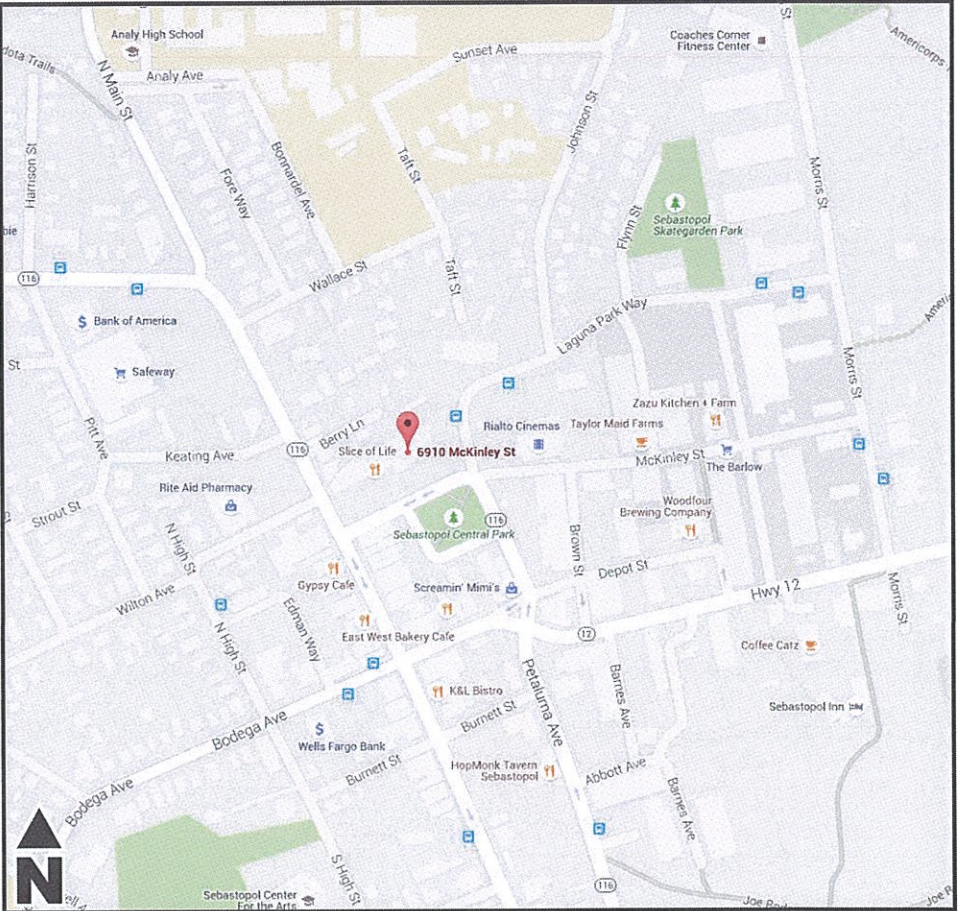 Analy High School
Analy Ave
N Main St
Sunset Ave
Coaches Corner
Fitness Center
St
Americorps
Harrison St
Fore Way
Bonnardel Ave
Taft St
Johnson St
Morris St
Flynn St
Sebastopol
Skategarden Park
116
Wallace St
Taft St
Bank of America
Laguna Park Way
St
Safeway
Morris St
Pitt Ave
Keating Ave
116
Berry Ln
Slice of Life
6910 McKinley St
Rialto Cinemas
Taylor Maid Farms
Zazu Kitchen + Farm
McKinley St
The Barlow
Rite Aid Pharmacy
Strout St
N High St
Sebastopol Central Park
116
Woodfour
Brewing Company
Brown St
Depot St
Gypsy Cafe
Screamin' Mimi's
Hwy 12
Wilton Ave
Edman Way
East West Bakery Cafe
12
Morris St
N High St
Coffee Catz
Petaluma Ave
Barnes Ave
K&L Bistro
Burnett St
Sebastopol Inn
Bodega Ave
Wells Fargo Bank
Burnett St
HopMonk Tavern
Sebastopol
Abbott Ave
Bodega Ave
Barnes Ave
N
S High St
Sebastopol Center
For the Arts
116